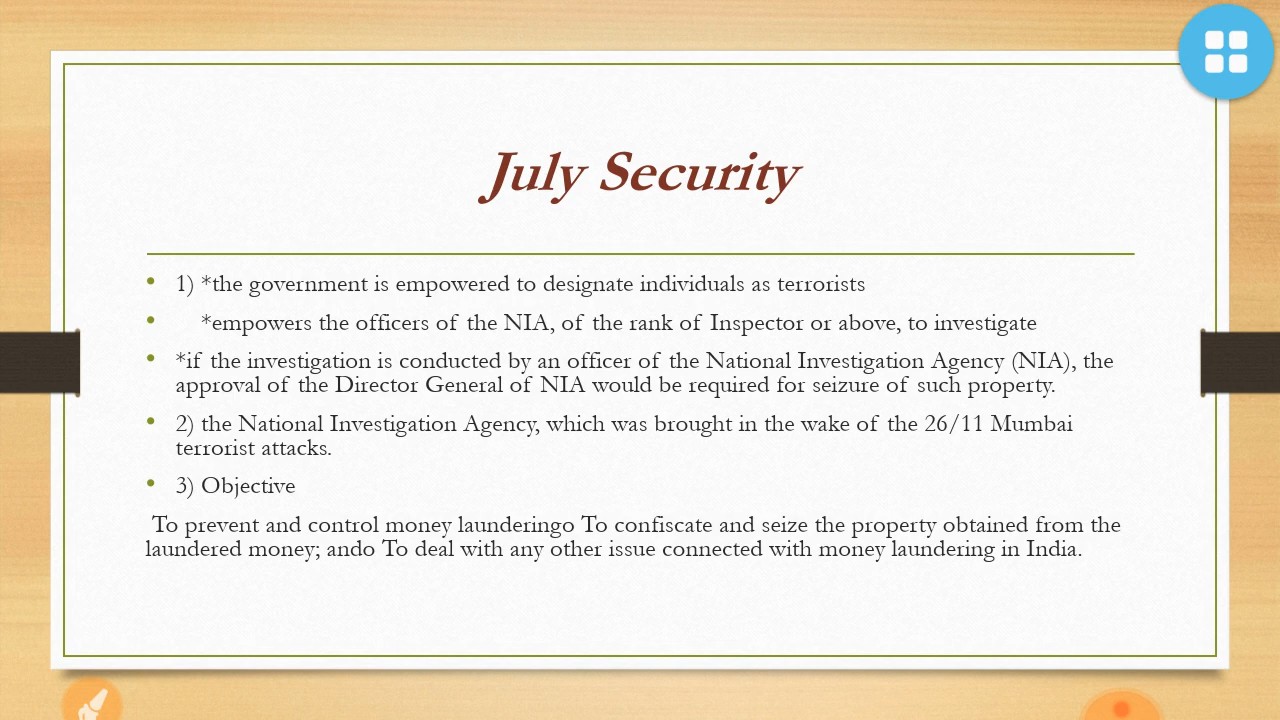 July Security
• 1) *the government is empowered to designate individuals as terrorists
• *empowers the officers of the NIA, of the rank of Inspector or above, to investigate
• *if the investigation is conducted by an officer of the National Investigation Agency (NIA), the
approval of the Director General of NIA would be required for seizure of such property.
• 2) the National Investigation Agency, which was brought in the wake of the 26/11 Mumbai
terrorist attacks.
• 3) Objective
To prevent and control money launderingo To confiscate and seize the property obtained from the
laundered money; ando To deal with any other issue connected with money laundering in India.